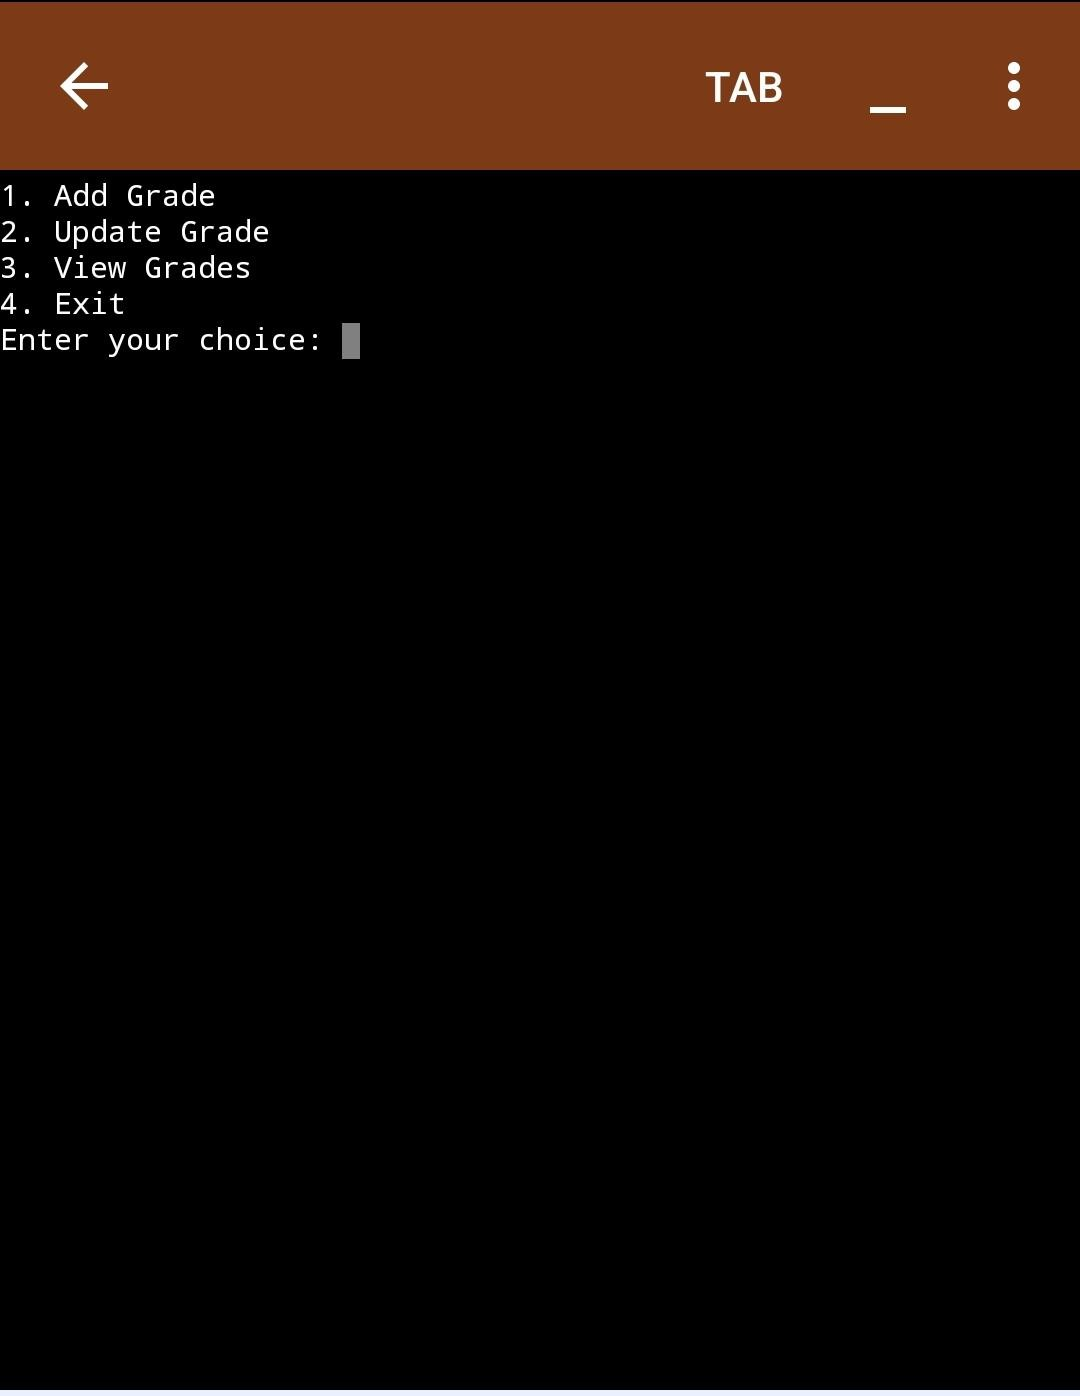 TAB _
1. Add Grade
2. Update Grade
3. View Grades
4. Exit
Enter your choice: